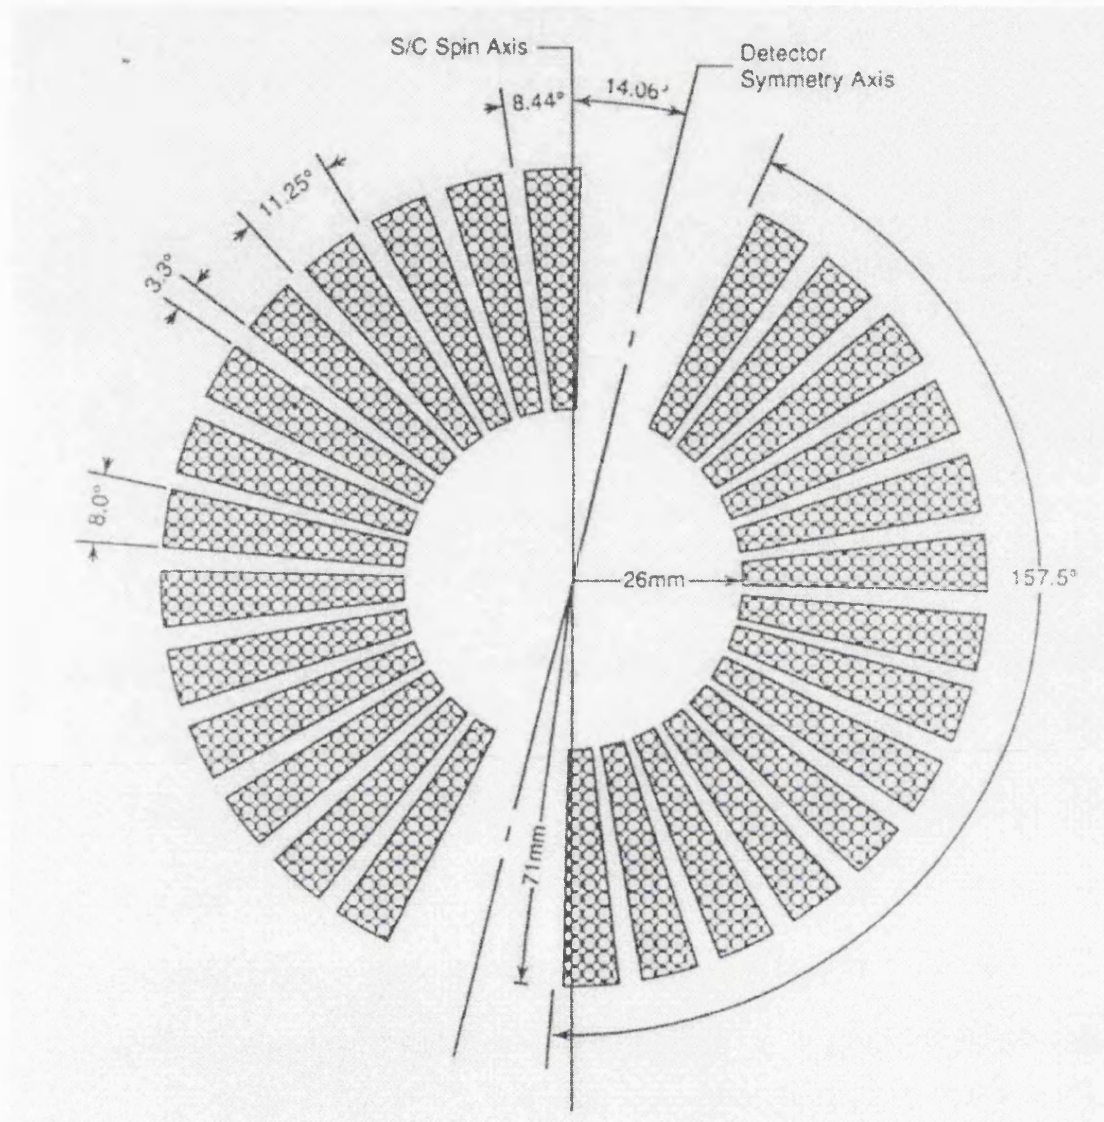 S/C Spin Axis
Detector
Symmetry Axis
14.06°
8.44°
11.25°
3.3°
8.0°
26mm
157.5°
71mm